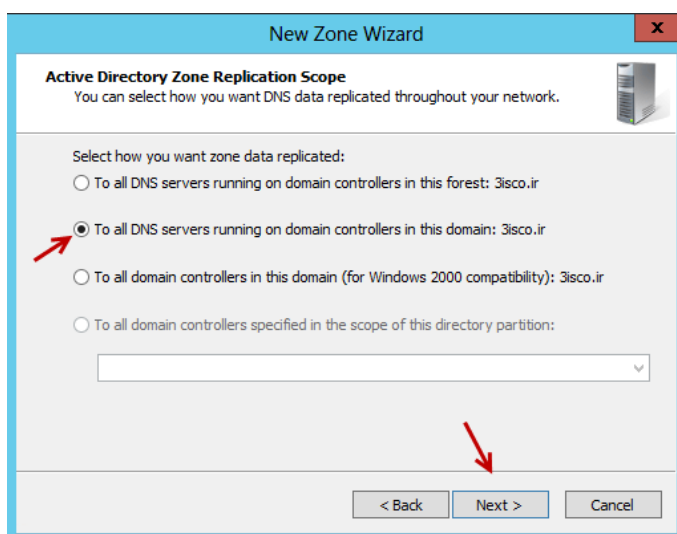 New Zone Wizard
x
Active Directory Zone Replication Scope
You can select how you want DNS data replicated throughout your network.
Select how you want zone data replicated:
To all DNS servers running on domain controllers in this forest: 3isco.ir
To all DNS servers running on domain controllers in this domain: 3isco.ir
To all domain controllers in this domain (for Windows 2000 compatibility): 3isco.ir
To all domain controllers specified in the scope of this directory partition:
< Back Next > Cancel